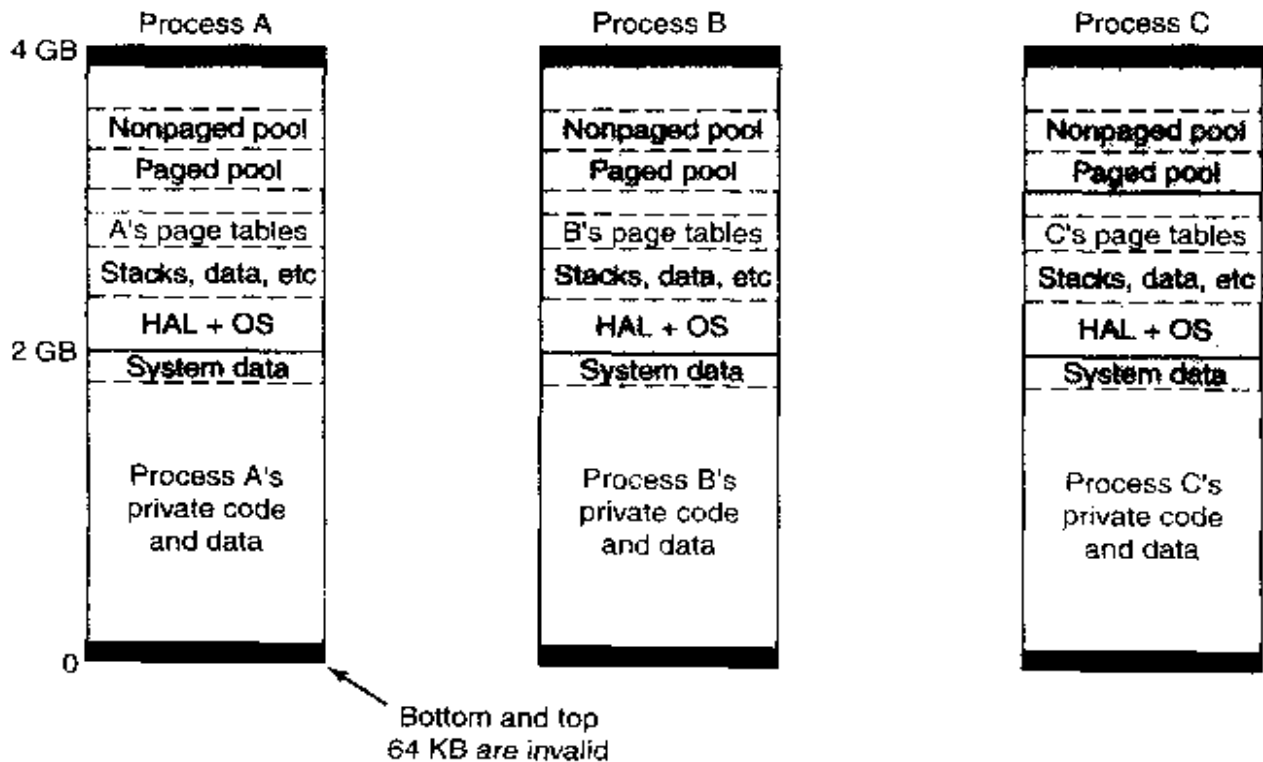 Process A
Process B
Process C
4 GB
Nonpaged pool
Nonpaged pool
Nonpaged pool
Paged pool
Paged pool
Paged pool
A's page tables
B's page tables
C's page tables
Stacks, data, etc
Stacks, data, etc
Stacks, data, etc
HAL + OS
HAL + OS
HAL + OS
2 GB
System data
System data
System data
Process A's
private code
and data
Process B's
private code
and data
Process C's
private code
and data
0
Bottom and top
64 KB are invalid